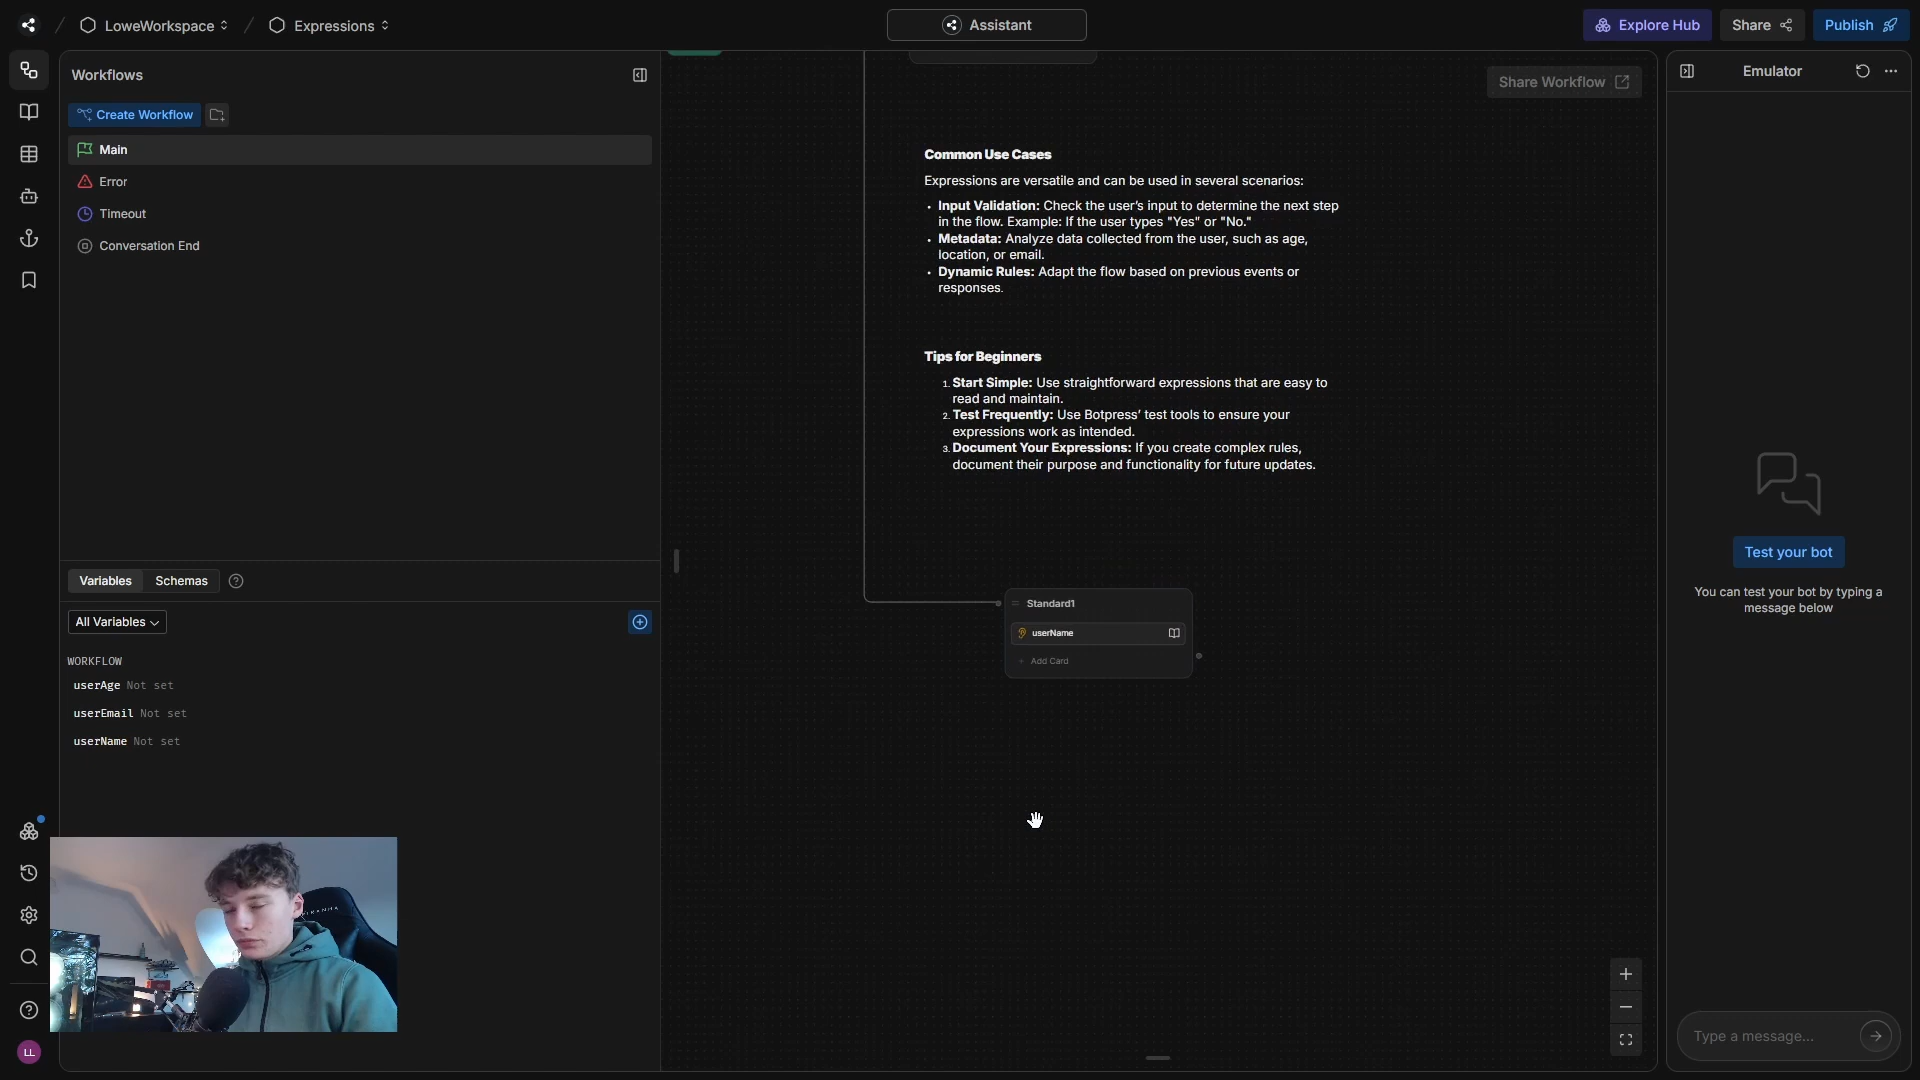 LoweWorkspace
Expressions
Assistant
Explore Hub
Share
Publish
Workflows
Create Workflow
Main
Error
Timeout
Conversation End
Variables
Schemas
All Variables
WORKFLOW
userAge Not set
userEmail Not set
userName Not set
LL
Share Workflow
Common Use Cases
Expressions are versatile and can be used in several scenarios:
• Input Validation: Check the user's input to determine the next step
in the flow. Example: If the user types "Yes" or "No."
• Metadata: Analyze data collected from the user, such as age,
location, or email.
• Dynamic Rules: Adapt the flow based on previous events or
responses.
Tips for Beginners
1. Start Simple: Use straightforward expressions that are easy to
read and maintain.
2. Test Frequently: Use Botpress' test tools to ensure your
expressions work as intended.
3. Document Your Expressions: If you create complex rules,
document their purpose and functionality for future updates.
Standard1
userName
+ Add Card
Emulator
Test your bot
You can test your bot by typing a
message below
Type a message...